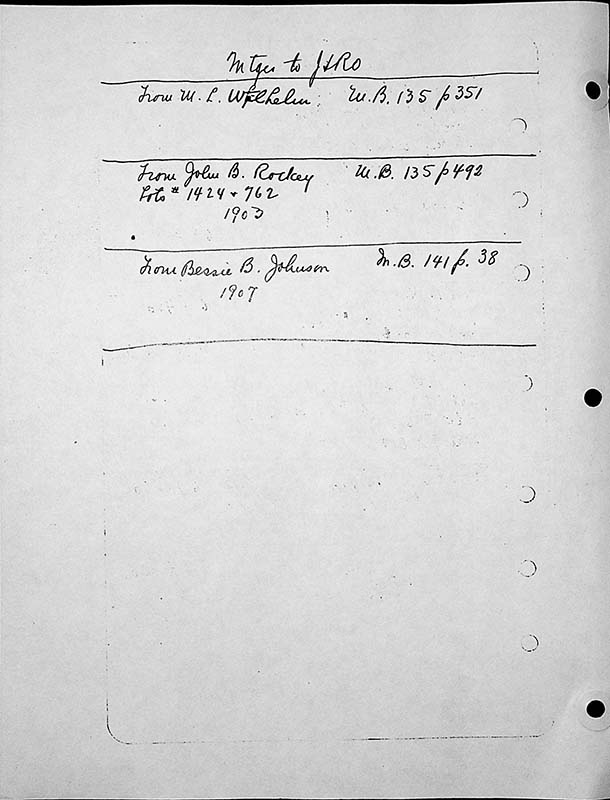 Mtges to J&RO
From M. L. Wilhelm, M.B. 135 p 351
From John B. Rockey M.B. 135 p 492
Lots # 1424 + 762
1903
From Bessie B. Johnson M.B. 141 p. 38
1907